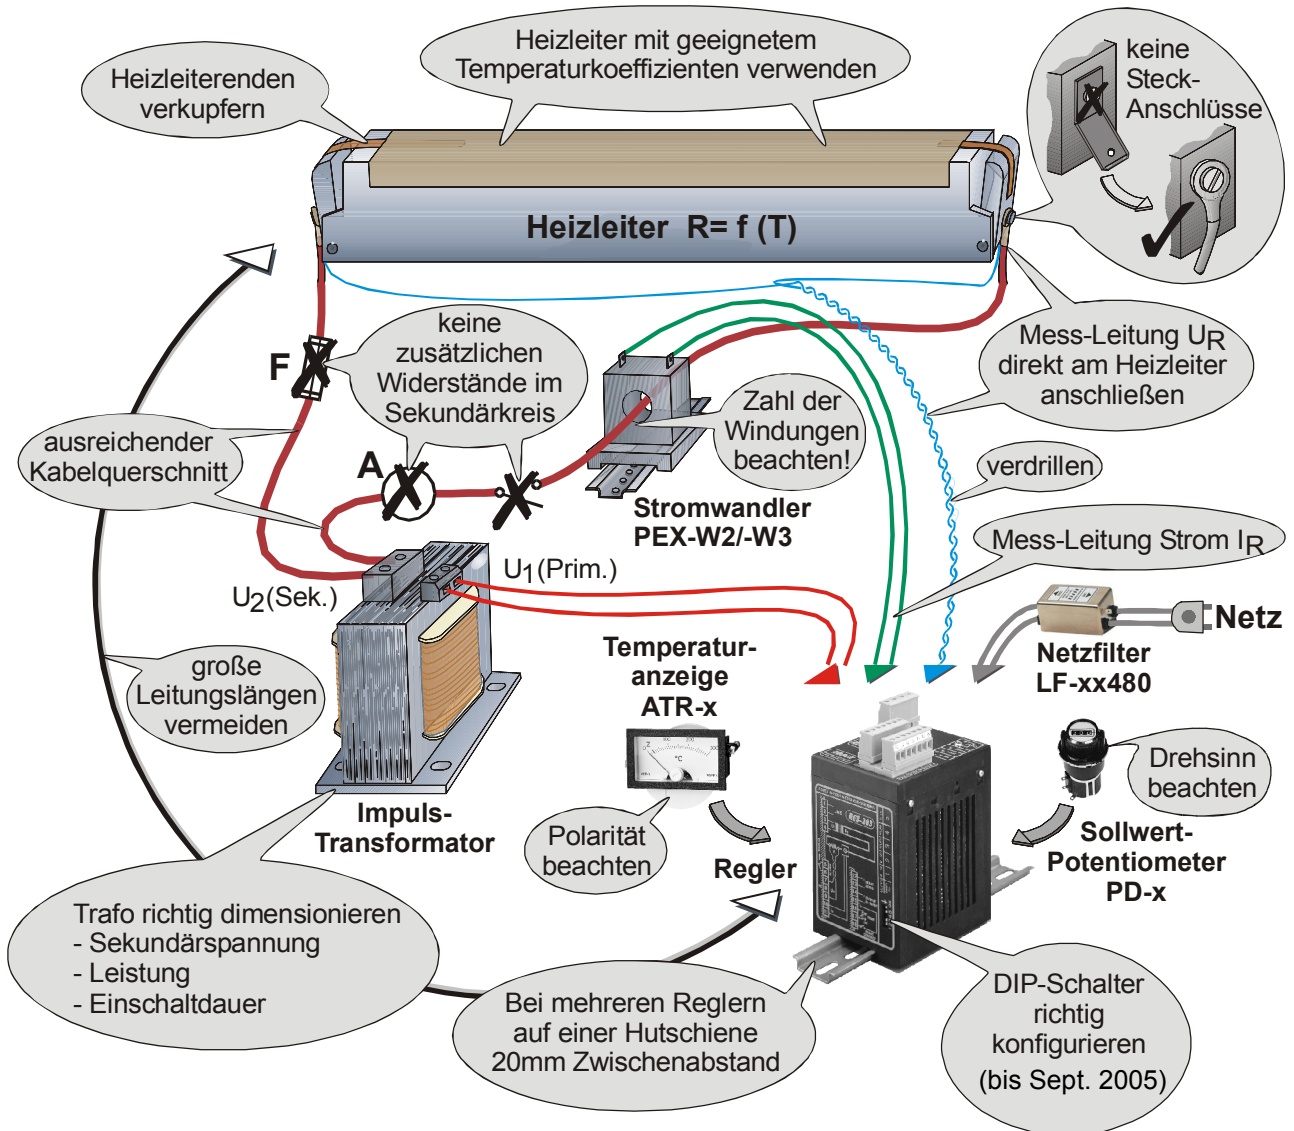 Heizleiterenden
verkupfern
Heizleiter mit geeignetem
Temperaturkoeffizienten verwenden
keine
Steck-
Anschlüsse
Heizleiter R= f (T)
keine
zusätzlichen
Widerstände im
Sekundärkreis
F
Mess-Leitung UR
direkt am Heizleiter
anschließen
Zahl der
Windungen
beachten!
ausreichender
Kabelquerschnitt
A
verdrillen
Stromwandler
PEX-W2/-W3
Mess-Leitung Strom IR
U1(Prim.)
U2(Sek.)
Netz
Netzfilter
LF-xx480
Temperatur-
anzeige
ATR-x
große
Leitungslängen
vermeiden
°C
Drehsinn
beachten
Impuls-
Transformator
Polarität
beachten
Regler
Sollwert-
Potentiometer
PD-x
Trafo richtig dimensionieren
- Sekundärspannung
- Leistung
- Einschaltdauer
Bei mehreren Reglern
auf einer Hutschiene
20mm Zwischenabstand
DIP-Schalter
richtig
konfigurieren
(bis Sept. 2005)